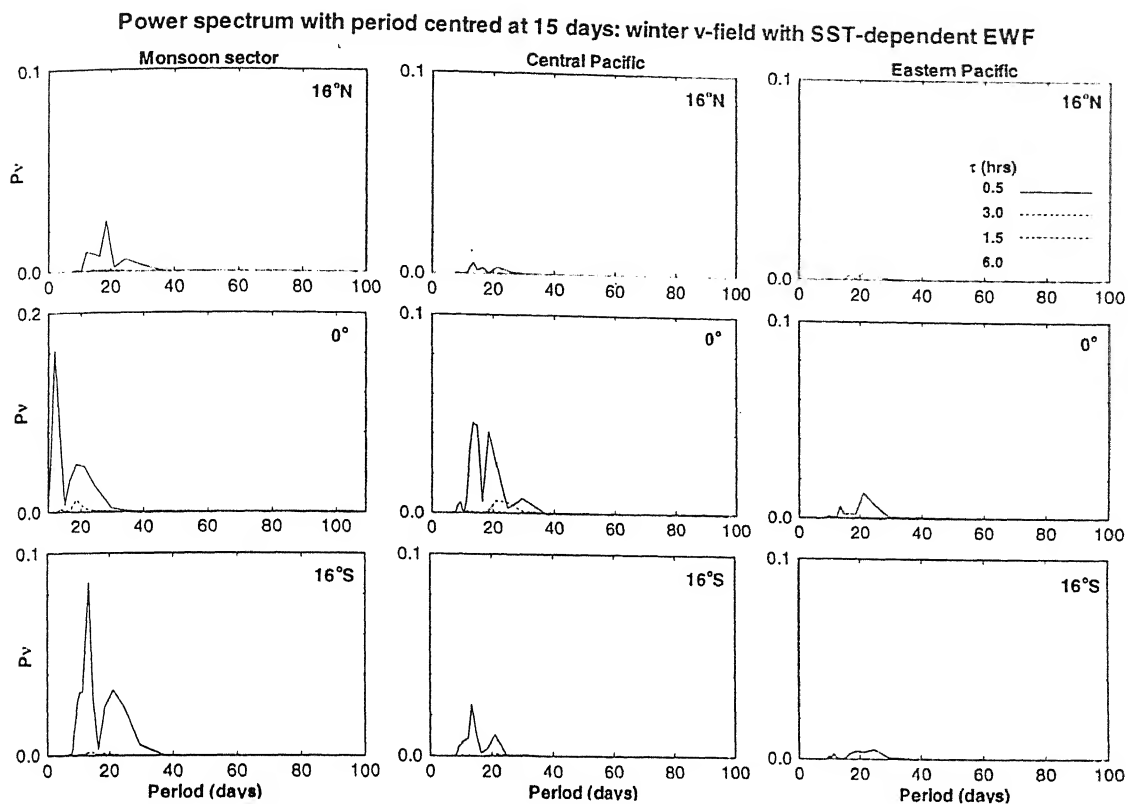 Power spectrum with period centred at 15 days: winter v-field with SST-dependent EWF
Monsoon sector
Central Pacific
Eastern Pacific
0.1
16°N
Pv
0.0
0 20 40 60 80 100
0.1
16°N
0.0
0 20 40 60 80 100
0.1
16°N
τ (hrs)
0.5
3.0
1.5
6.0
0.0
0 20 40 60 80 100
0.2
0°
Pv
0.0
0 20 40 60 80 100
0.1
0°
0.0
0 20 40 60 80 100
0.1
0°
0.0
0 20 40 60 80 100
0.1
16°S
Pv
0.0
0 20 40 60 80 100
Period (days)
0.1
16°S
0.0
0 20 40 60 80 100
Period (days)
0.1
16°S
0.0
0 20 40 60 80 100
Period (days)